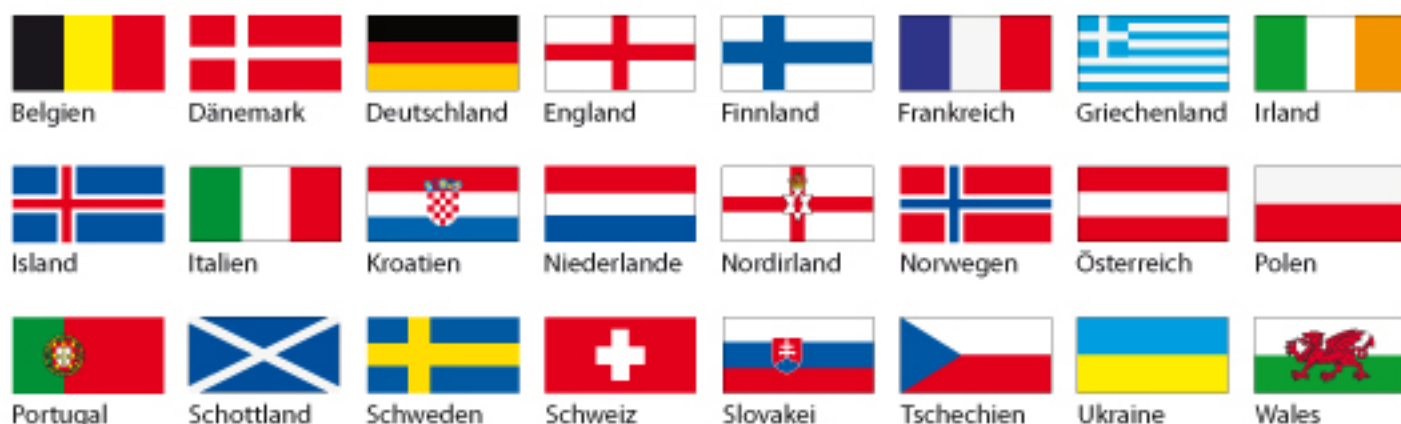 Belgien Dänemark Deutschland England Finnland Frankreich Griechenland Irland
Island Italien Kroatien Niederlande Nordirland Norwegen Österreich Polen
Portugal Schottland Schweden Schweiz Slovakei Tschechien Ukraine Wales